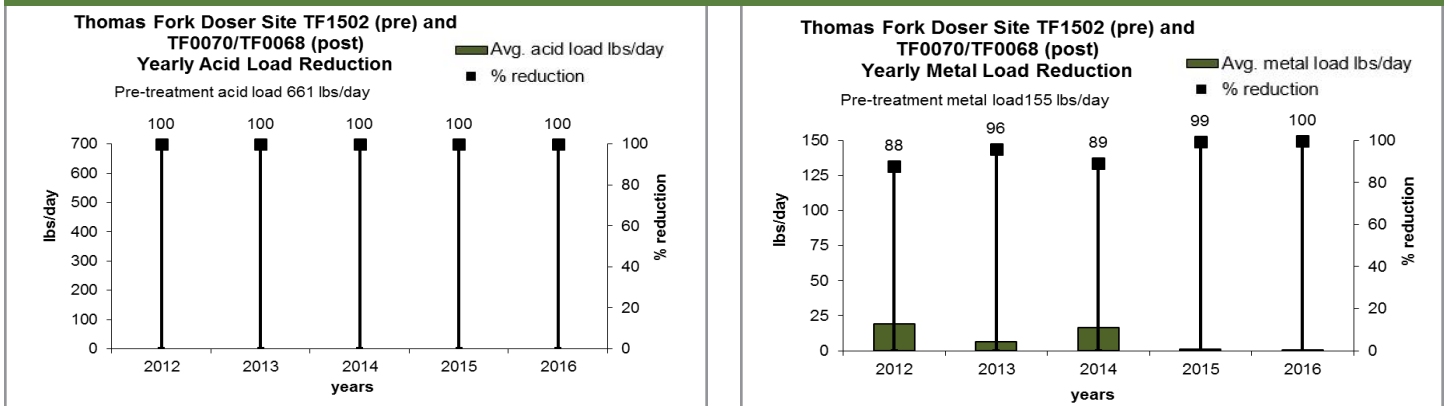 Thomas Fork Doser Site TF1502 (pre) and
TF0070/TF0068 (post)
Yearly Acid Load Reduction
Avg. acid load lbs/day
% reduction
Pre-treatment acid load 661 lbs/day
100 100 100 100 100
700
600
500
400
300
200
100
0
lbs/day
100
80
60
40
20
0
% reduction
2012 2013 2014 2015 2016
years
Thomas Fork Doser Site TF1502 (pre) and
TF0070/TF0068 (post)
Yearly Metal Load Reduction
Avg. metal load lbs/day
% reduction
Pre-treatment metal load155 lbs/day
88 96 89 99 100
150
125
100
75
50
25
0
lbs/day
100
80
60
40
20
0
% reduction
2012 2013 2014 2015 2016
years